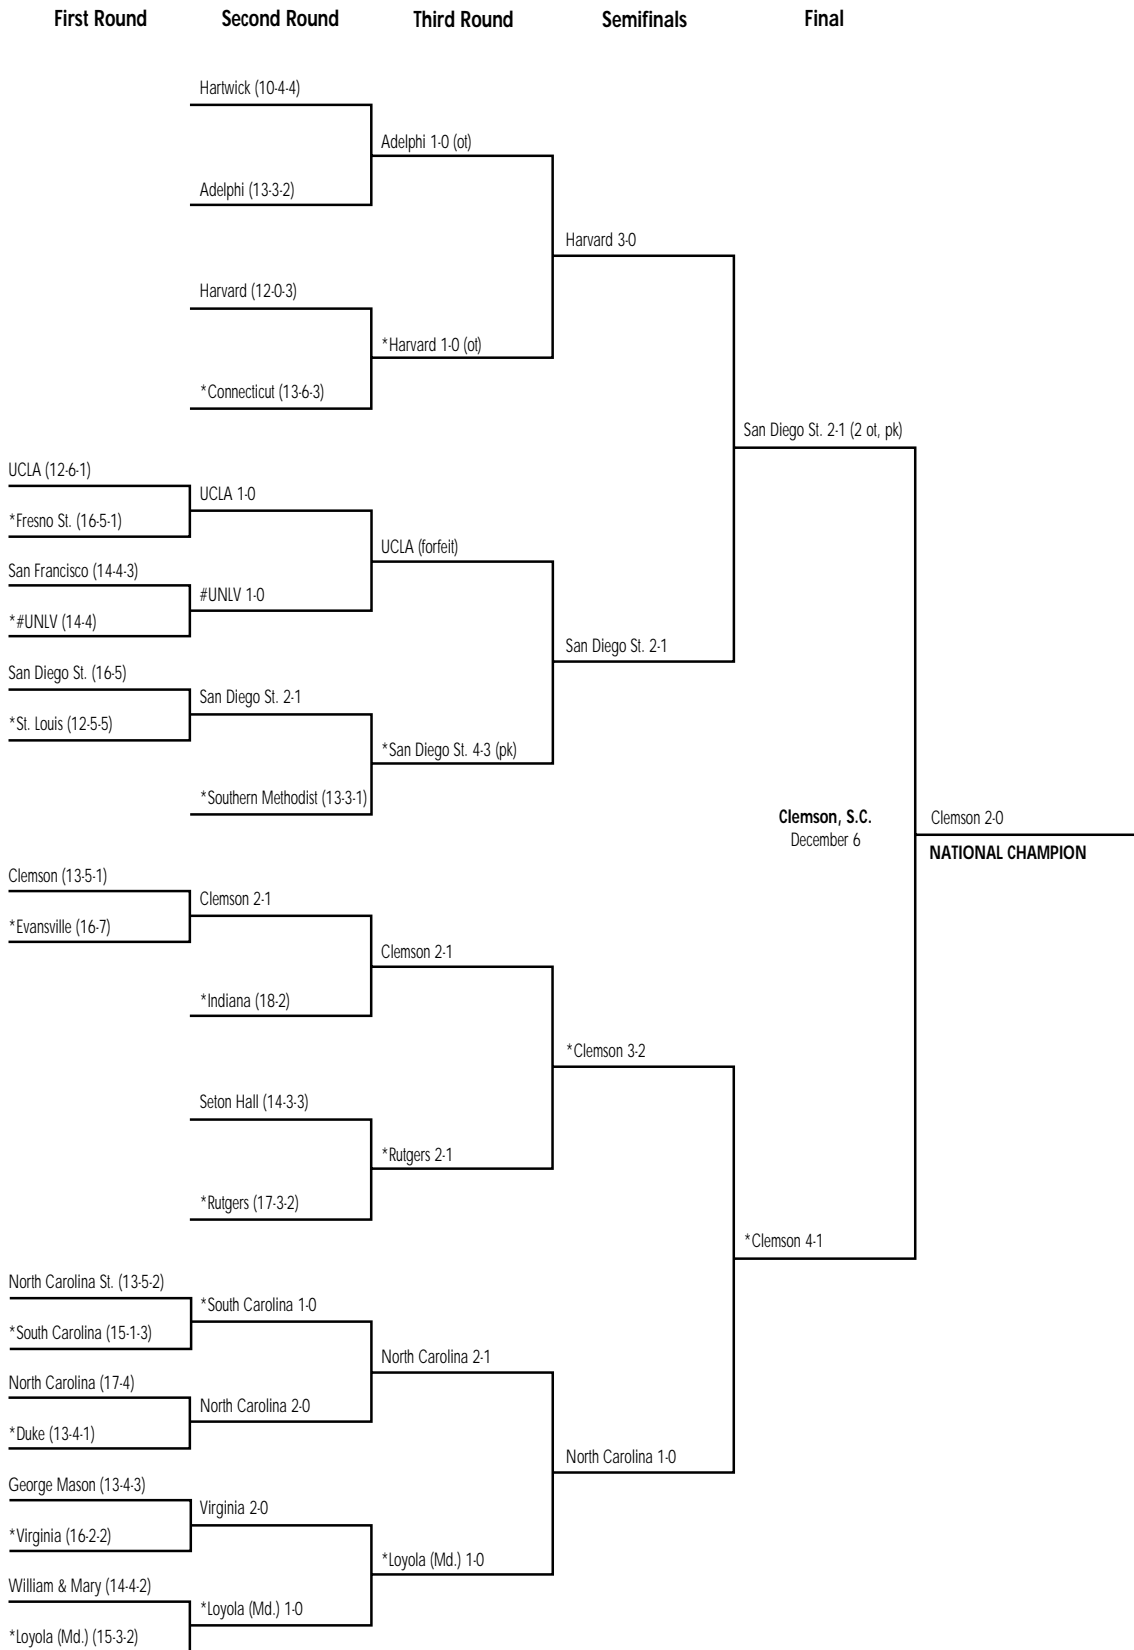 First Round Second Round Third Round Semifinals Final
Hartwick (10-4-4)
Adelphi 1-0 (ot)
Adelphi (13-3-2)
Harvard 3-0
Harvard (12-0-3)
*Harvard 1-0 (ot)
*Connecticut (13-6-3)
San Diego St. 2-1 (2 ot, pk)
UCLA (12-6-1)
UCLA 1-0
*Fresno St. (16-5-1)
UCLA (forfeit)
San Francisco (14-4-3)
#UNLV 1-0
*#UNLV (14-4)
San Diego St. 2-1
San Diego St. (16-5)
San Diego St. 2-1
*St. Louis (12-5-5)
*San Diego St. 4-3 (pk)
*Southern Methodist (13-3-1)
Clemson, S.C.
December 6
Clemson 2-0
NATIONAL CHAMPION
Clemson (13-5-1)
Clemson 2-1
*Evansville (16-7)
Clemson 2-1
*Indiana (18-2)
*Clemson 3-2
Seton Hall (14-3-3)
*Rutgers 2-1
*Rutgers (17-3-2)
*Clemson 4-1
North Carolina St. (13-5-2)
*South Carolina 1-0
*South Carolina (15-1-3)
North Carolina 2-1
North Carolina (17-4)
North Carolina 2-0
*Duke (13-4-1)
North Carolina 1-0
George Mason (13-4-3)
Virginia 2-0
*Virginia (16-2-2)
*Loyola (Md.) 1-0
William & Mary (14-4-2)
*Loyola (Md.) 1-0
*Loyola (Md.) (15-3-2)